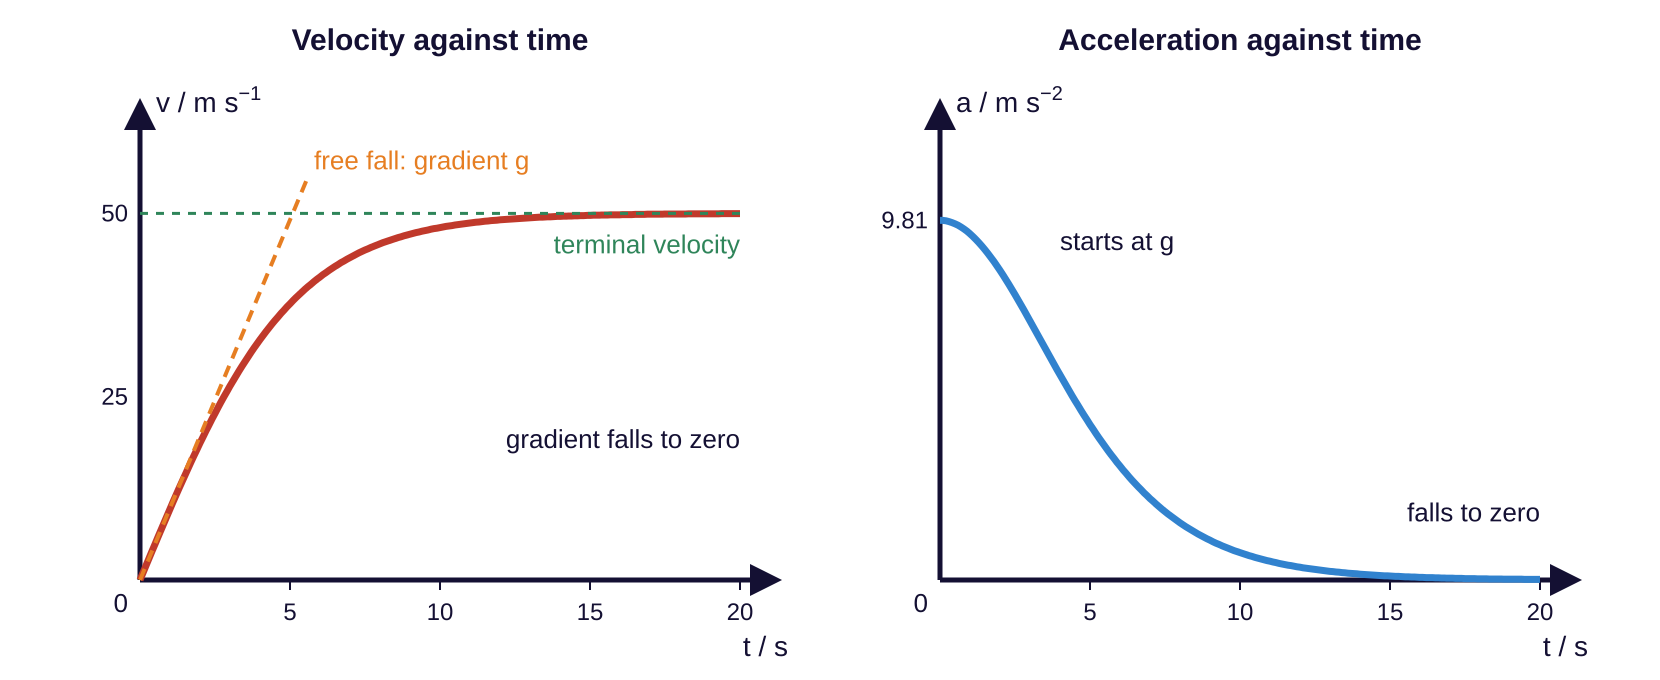 Velocity against time
v / m s⁻¹
free fall: gradient g
50
terminal velocity
25
gradient falls to zero
0
5 10 15 20
t / s
Acceleration against time
a / m s⁻²
9.81
starts at g
falls to zero
0
5 10 15 20
t / s